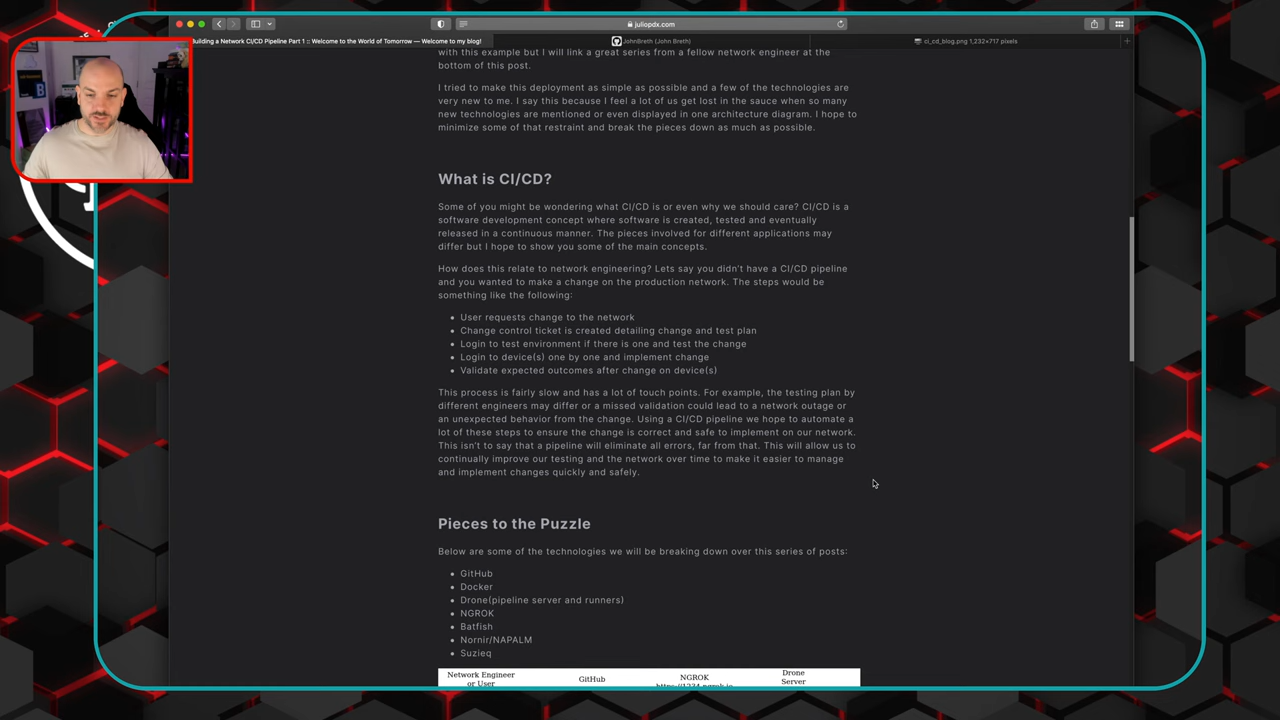 juliopdx.com
uilding a Network CI/CD Pipeline Part 1 :: Welcome to the World of Tomorrow — Welcome to my blog!
JohnBreth (John Breth)
ci_cd_blog.png 1,232×717 pixels
with this example but I will link a great series from a fellow network engineer at the
bottom of this post.
I tried to make this deployment as simple as possible and a few of the technologies are
very new to me. I say this because I feel a lot of us get lost in the sauce when so many
new technologies are mentioned or even displayed in one architecture diagram. I hope to
minimize some of that restraint and break the pieces down as much as possible.
What is CI/CD?
Some of you might be wondering what CI/CD is or even why we should care? CI/CD is a
software development concept where software is created, tested and eventually
released in a continuous manner. The pieces involved for different applications may
differ but I hope to show you some of the main concepts.
How does this relate to network engineering? Lets say you didn't have a CI/CD pipeline
and you wanted to make a change on the production network. The steps would be
something like the following:
• User requests change to the network
• Change control ticket is created detailing change and test plan
• Login to test environment if there is one and test the change
• Login to device(s) one by one and implement change
• Validate expected outcomes after change on device(s)
This process is fairly slow and has a lot of touch points. For example, the testing plan by
different engineers may differ or a missed validation could lead to a network outage or
an unexpected behavior from the change. Using a CI/CD pipeline we hope to automate a
lot of these steps to ensure the change is correct and safe to implement on our network.
This isn't to say that a pipeline will eliminate all errors, far from that. This will allow us to
continually improve our testing and the network over time to make it easier to manage
and implement changes quickly and safely.
Pieces to the Puzzle
Below are some of the technologies we will be breaking down over this series of posts:
• GitHub
• Docker
• Drone(pipeline server and runners)
• NGROK
• Batfish
• Nornir/NAPALM
• Suzieq
Network Engineer
or User
GitHub
NGROK
Drone
Server